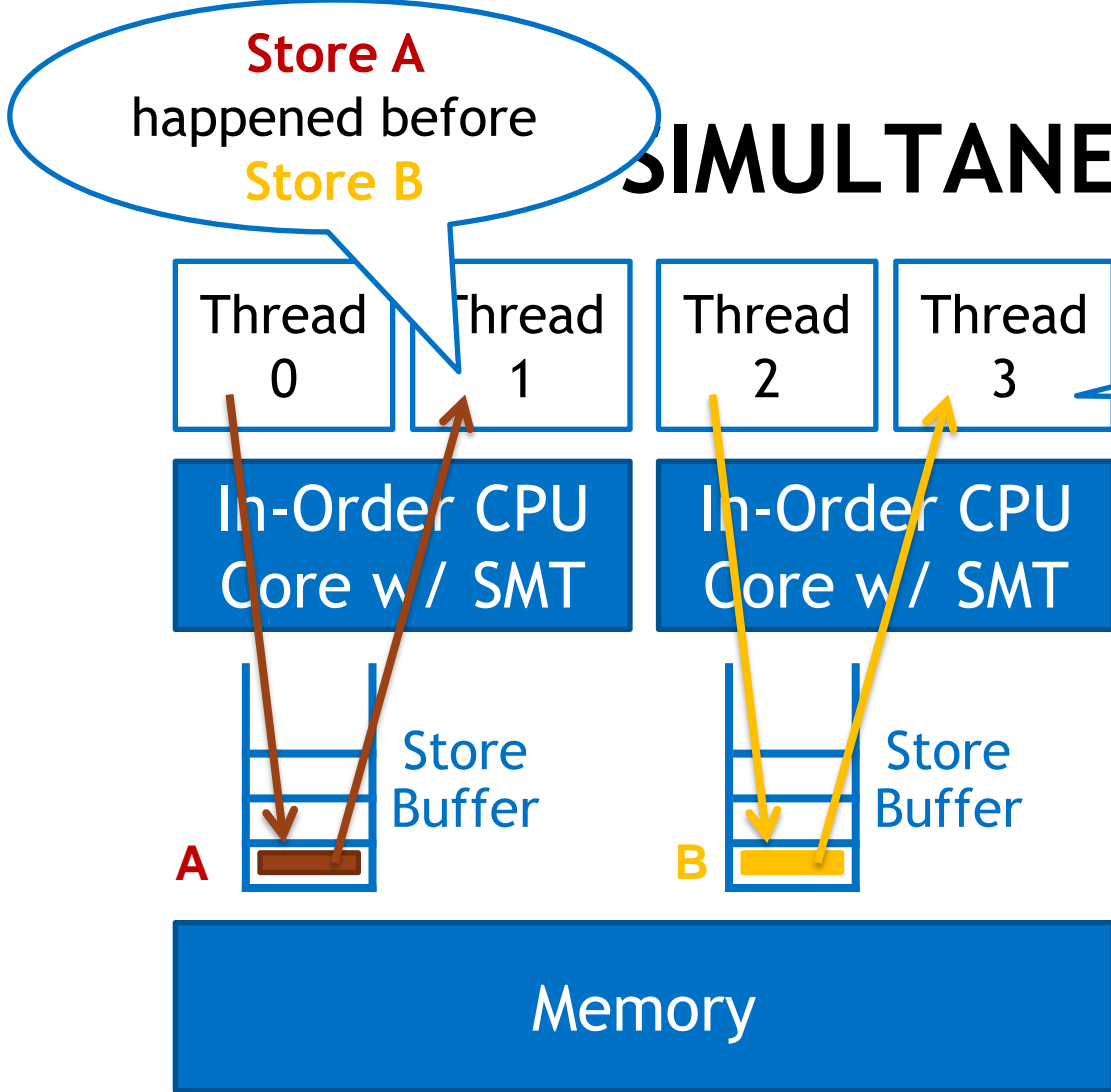 Store A
happened before
Store B
SIMULTANE
Thread
0
Thread
1
Thread
2
Thread
3
In-Order CPU
Core w/ SMT
In-Order CPU
Core w/ SMT
Store
Buffer
Store
Buffer
A
B
Memory